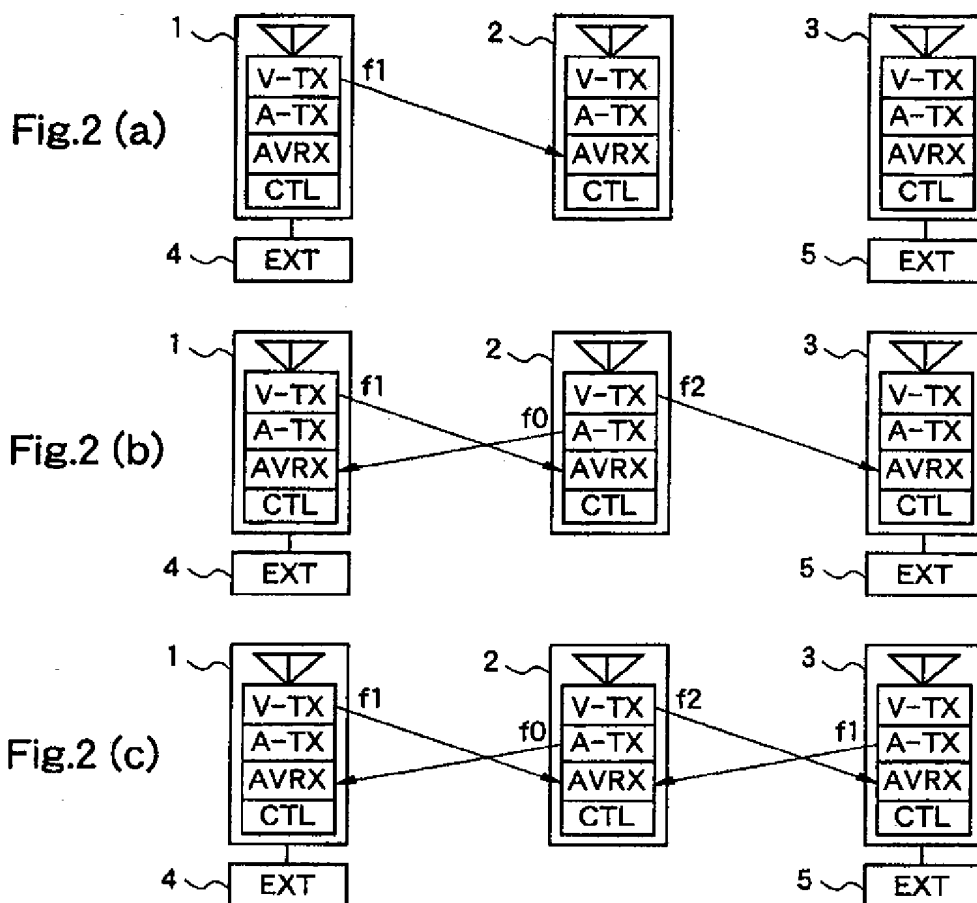 Fig.2 (a)
1
V-TX
A-TX
AVRX
CTL
4
EXT
f1
2
V-TX
A-TX
AVRX
CTL
3
V-TX
A-TX
AVRX
CTL
5
EXT
Fig.2 (b)
1
V-TX
A-TX
AVRX
CTL
4
EXT
f1
f0
2
V-TX
A-TX
AVRX
CTL
f2
3
V-TX
A-TX
AVRX
CTL
5
EXT
Fig.2 (c)
1
V-TX
A-TX
AVRX
CTL
4
EXT
f1
f0
2
V-TX
A-TX
AVRX
CTL
f2
f1
3
V-TX
A-TX
AVRX
CTL
5
EXT